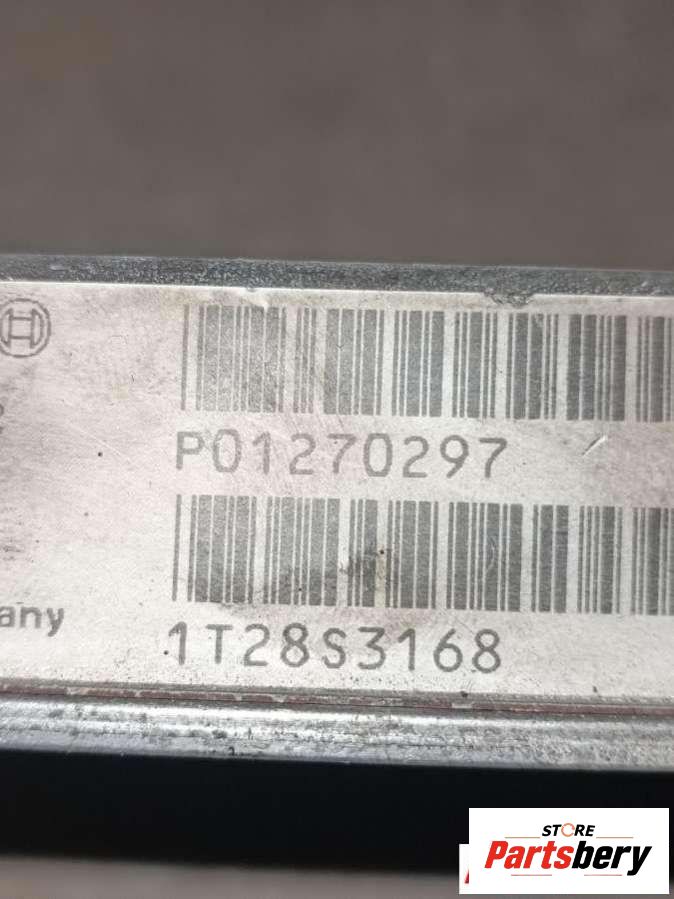 P01270297
any
1T28S3168
STORE
Partsbery